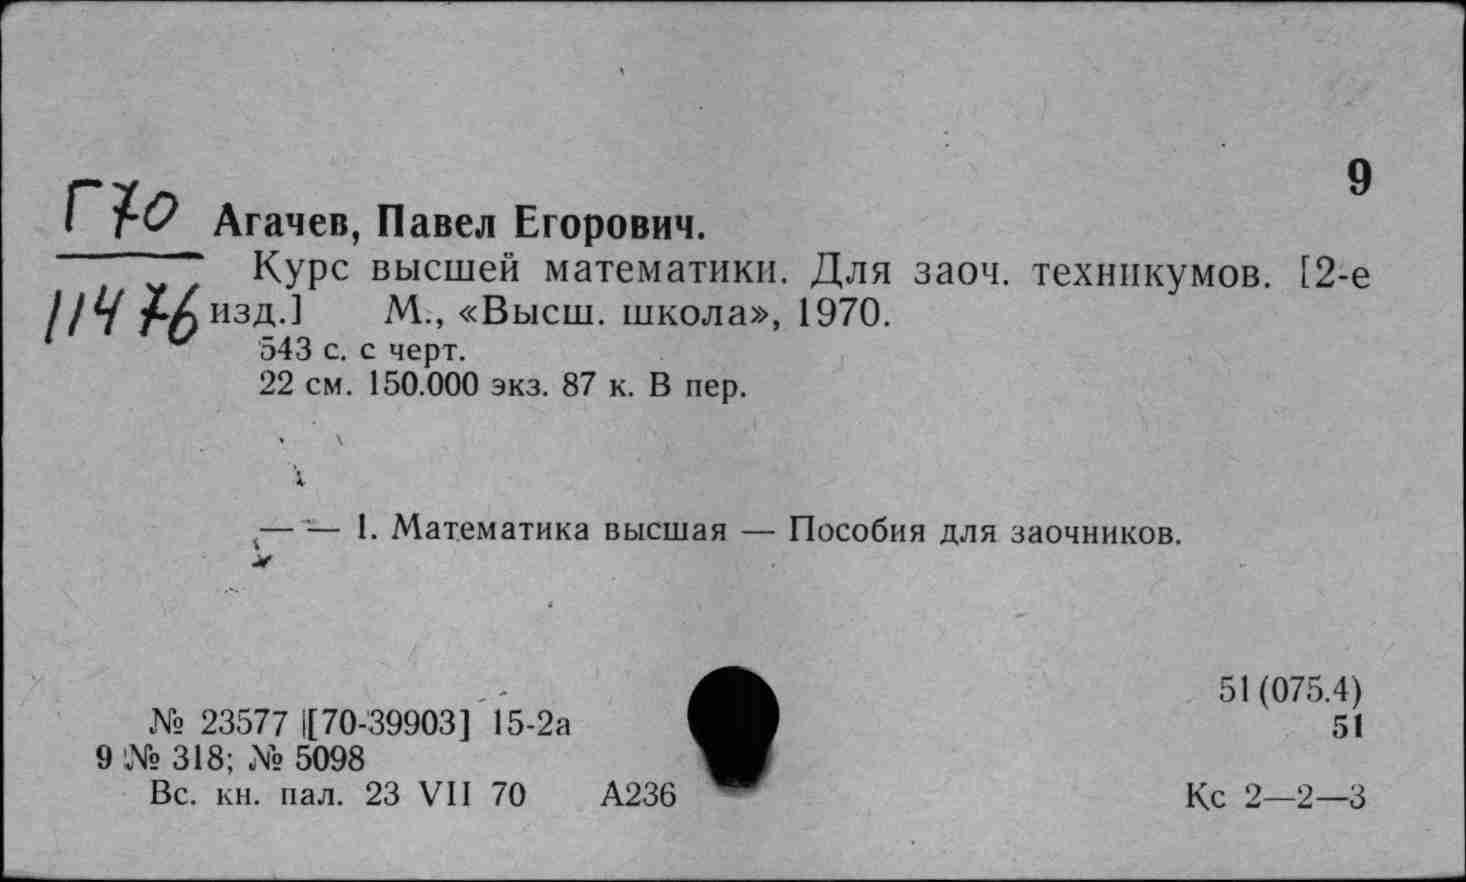 9
Г70 Агачев, Павел Егорович.
Курс высшей математики. Для заоч. техникумов. [2-е
11476 изд.] М., «Высш. школа», 1970.
543 с. с черт.
22 см. 150.000 экз. 87 к. В пер.
— — 1. Математика высшая — Пособия для заочников.
51(075.4)
№ 23577 [70-39903] 15-2а 51
9 № 318; № 5098
Вс. кн. пал. 23 VII 70 А236 Кс 2—2—3